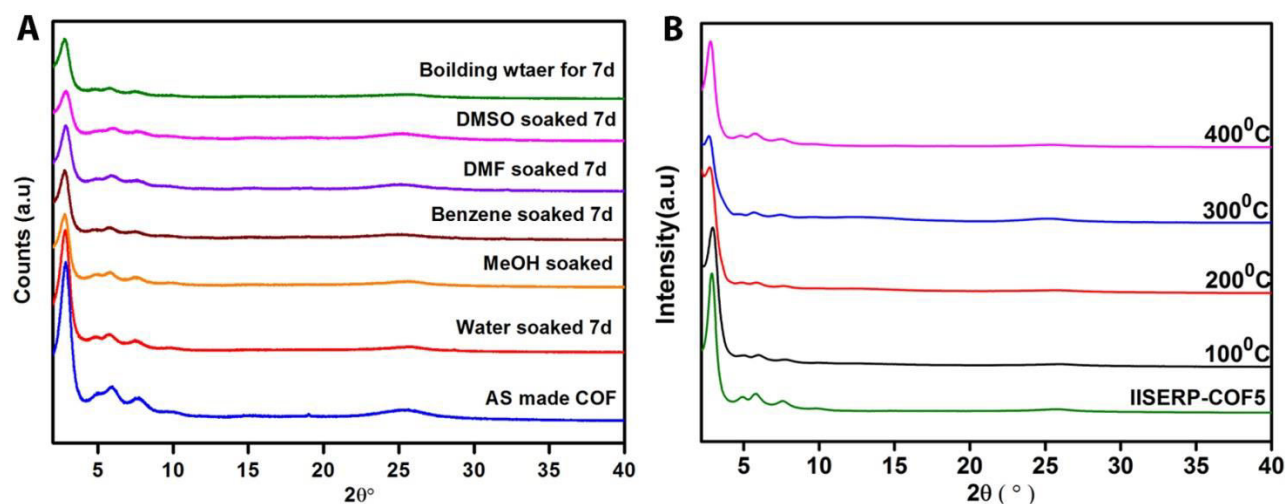 A
Counts (a.u)
Boilding wtaer for 7d
DMSO soaked 7d
DMF soaked 7d
Benzene soaked 7d
MeOH soaked
Water soaked 7d
AS made COF
5 10 15 20 25 30 35 40
2θ°
B
Intensity(a.u)
400⁰C
300⁰C
200⁰C
100⁰C
IISERP-COF5
5 10 15 20 25 30 35 40
2θ ( ° )